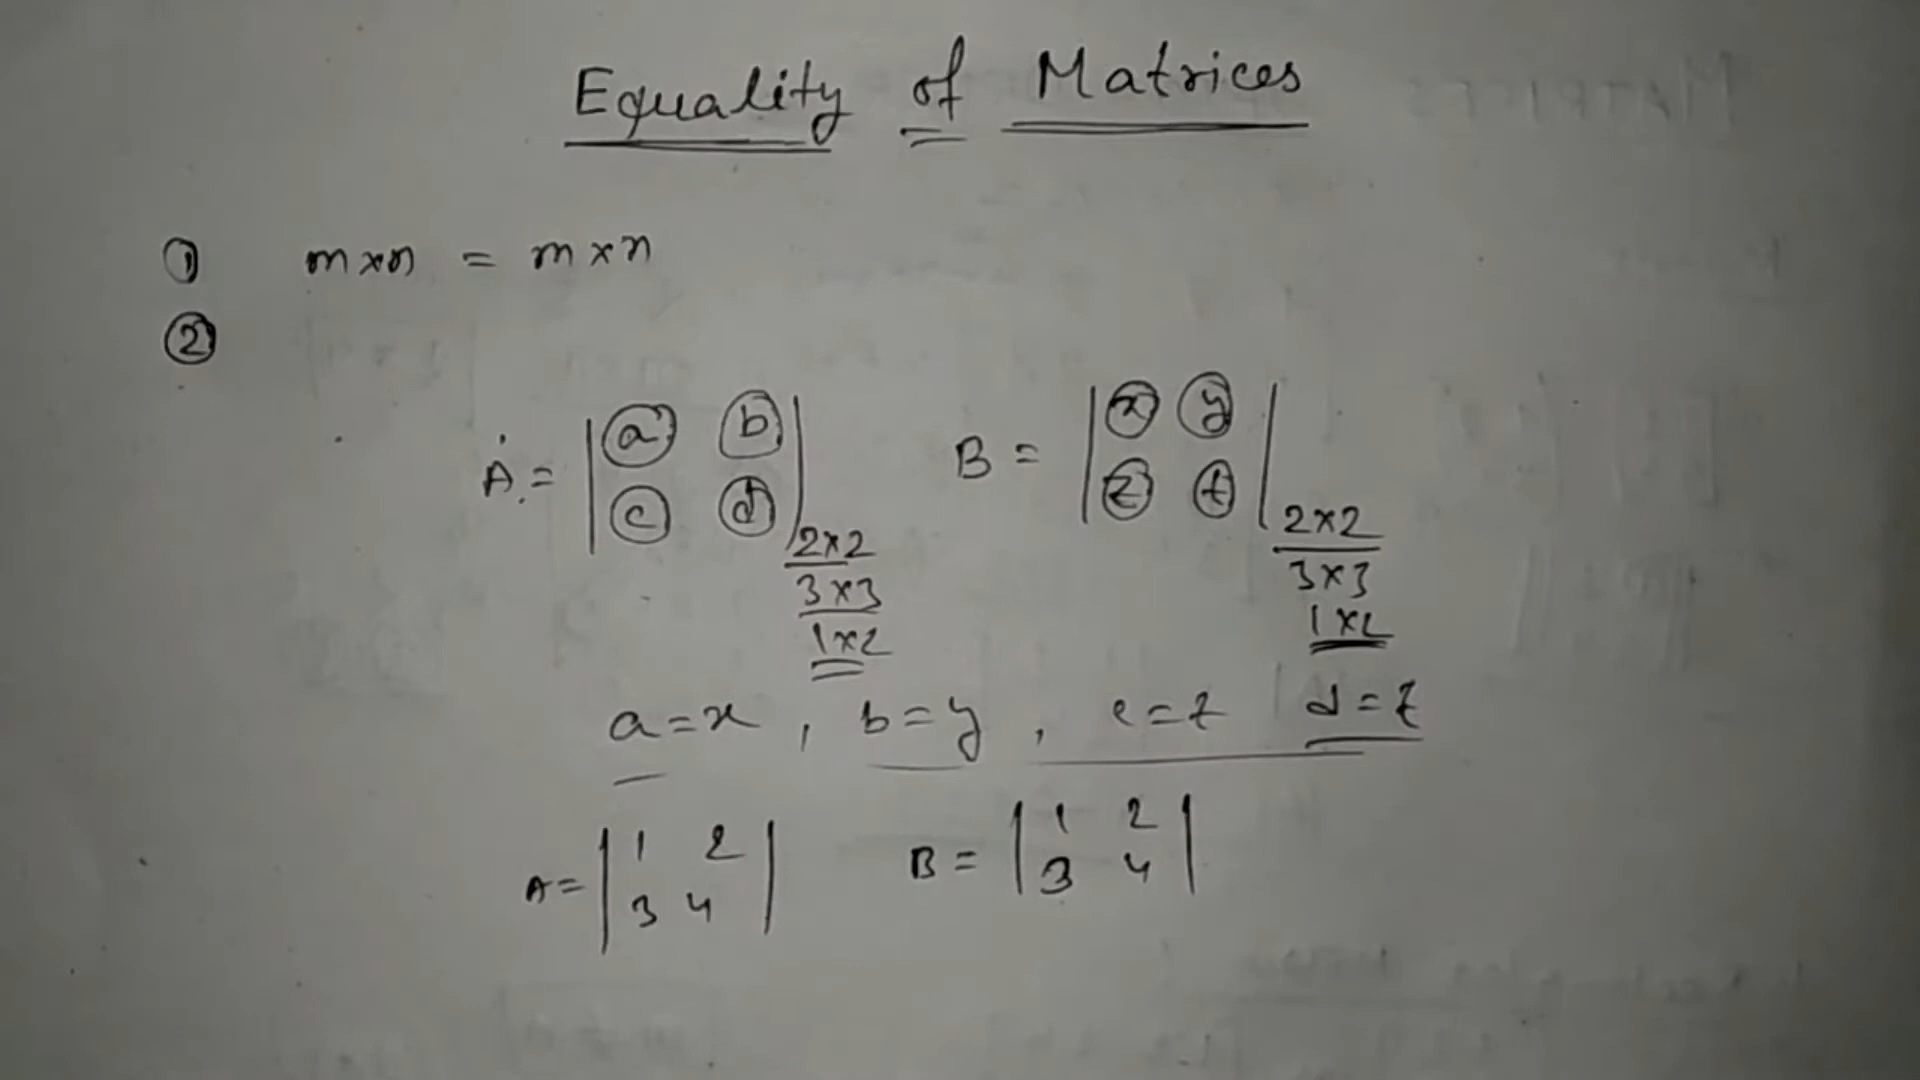 Equality of Matrices
① m×n = m×n
②
A = | a b | B = | x y |
| c d | 2×2 | z t | 2×2
3×3 3×3
1×2 1×2
a=x , b=y , c=z d=t
A= | 1 2 | B = | 1 2 |
| 3 4 | | 3 4 |